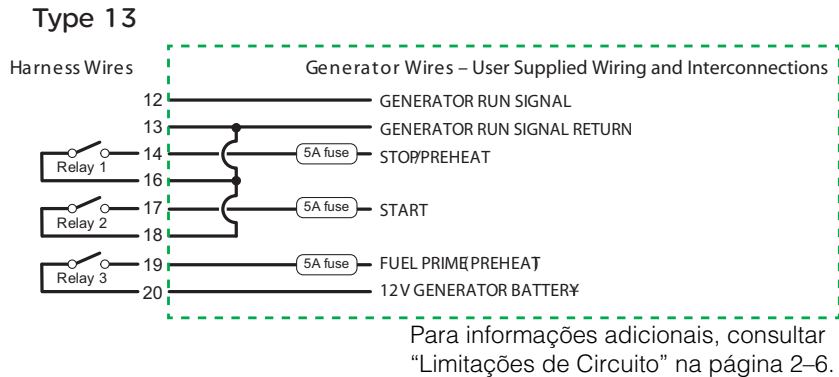 Type 13
Harness Wires
Generator Wires – User Supplied Wiring and Interconnections
12 GENERATOR RUN SIGNAL
13 GENERATOR RUN SIGNAL RETURN
14 5A fuse STOP/PREHEAT
Relay 1
16
17 5A fuse START
Relay 2
18
19 5A fuse FUEL PRIME(PREHEAT)
Relay 3
20 12V GENERATOR BATTERY+
Para informações adicionais, consultar
“Limitações de Circuito” na página 2–6.